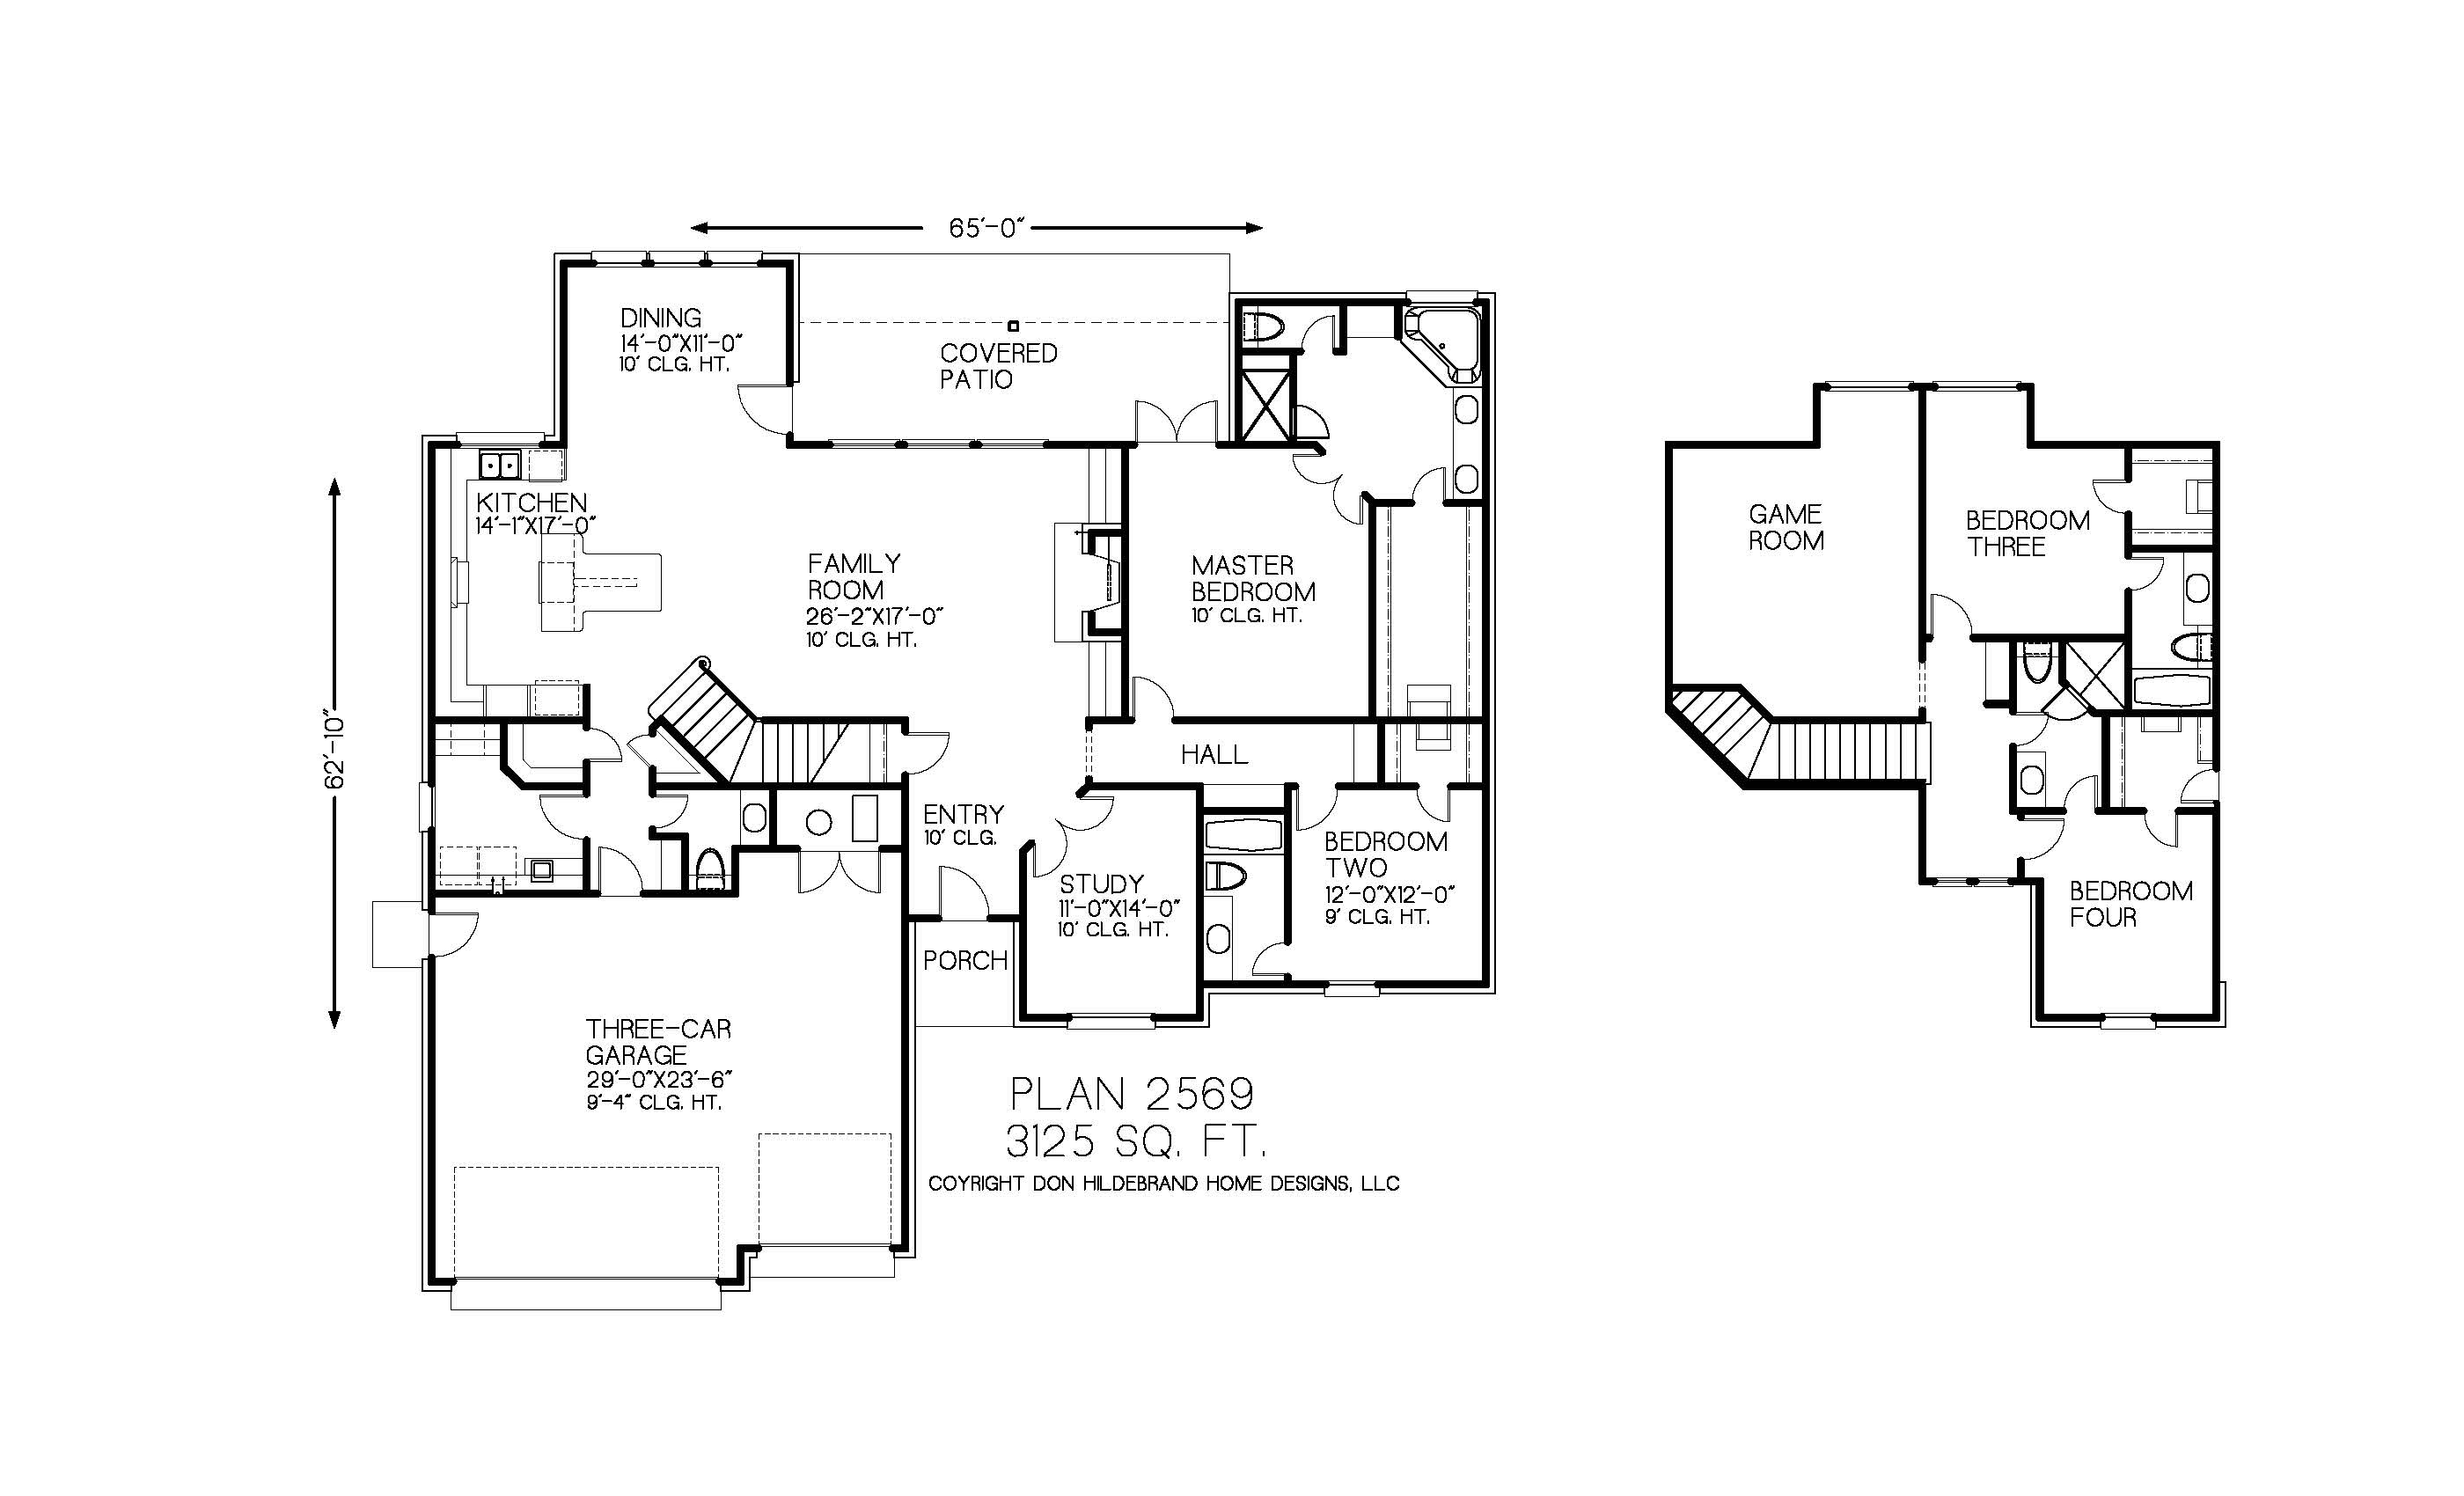 65'-0"
DINING
14'-0"X11'-0"
10' CLG. HT.
COVERED
PATIO
KITCHEN
14'-1"X17'-0"
FAMILY
ROOM
26'-2"X17'-0"
10' CLG. HT.
MASTER
BEDROOM
10' CLG. HT.
GAME
ROOM
BEDROOM
THREE
62'-10"
HALL
ENTRY
10' CLG.
BEDROOM
TWO
12'-0"X12'-0"
9' CLG. HT.
STUDY
11'-0"X14'-0"
10' CLG. HT.
BEDROOM
FOUR
PORCH
THREE-CAR
GARAGE
29'-0"X23'-6"
9'-4" CLG. HT.
PLAN 2569
3125 SQ. FT.
COYRIGHT DON HILDEBRAND HOME DESIGNS, LLC